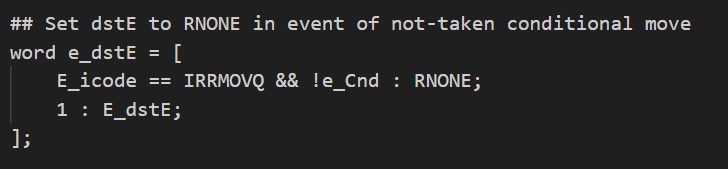 ## Set dstE to RNONE in event of not-taken conditional move
word e_dstE = [
    E_icode == IRRMOVQ && !e_Cnd : RNONE;
    1 : E_dstE;
];